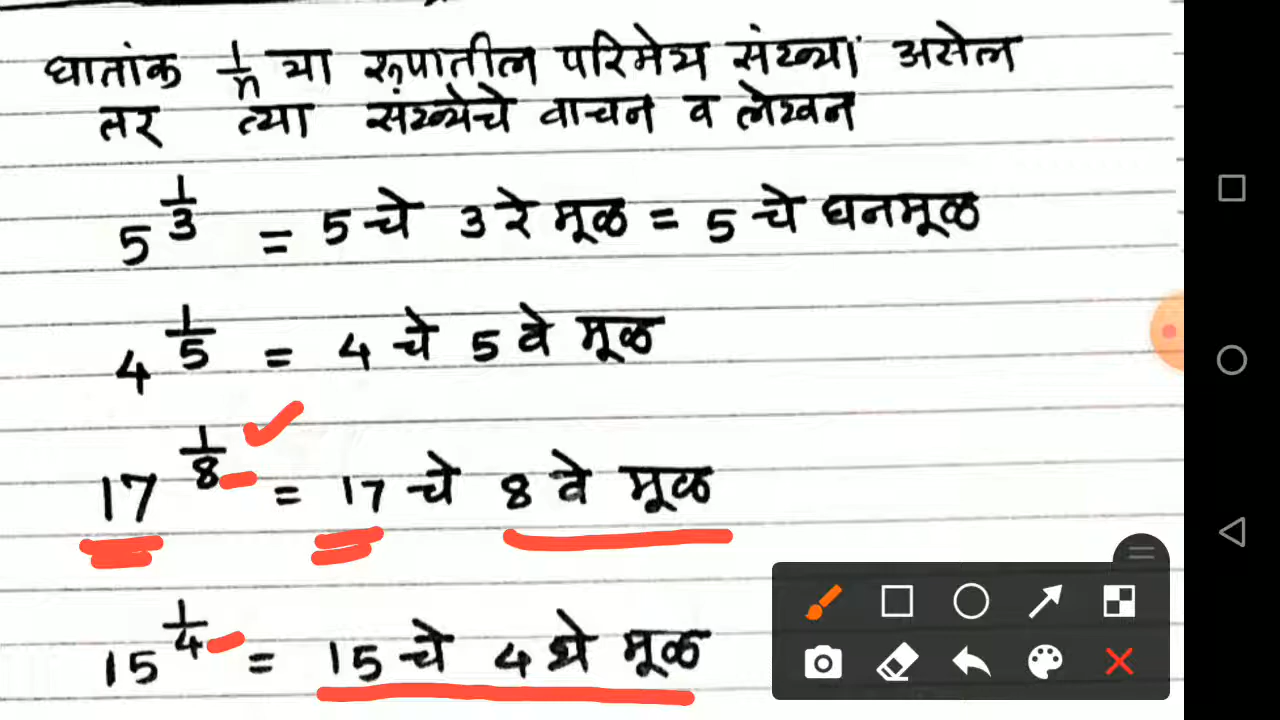 घातांक 1/n या रुपातील परिमेय संख्या असेल
तर त्या संख्येचे वाचन व लेखन
5^(1/3) = 5 चे 3 रे मूळ = 5 चे घनमूळ
4^(1/5) = 4 चे 5 वे मूळ
17^(1/8) = 17 चे 8 वे मूळ
15^(1/4) = 15 चे 4 थे मूळ